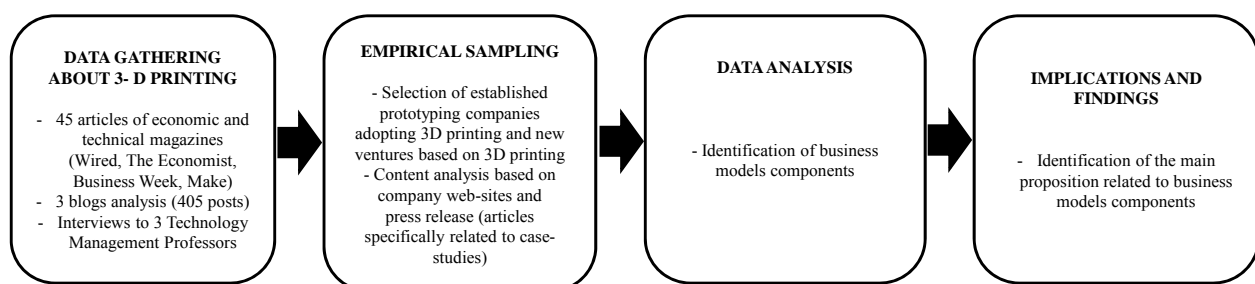 DATA GATHERING
ABOUT 3- D PRINTING
- 45 articles of economic and
technical magazines
(Wired, The Economist,
Business Week, Make)
- 3 blogs analysis (405 posts)
- Interviews to 3 Technology
Management Professors
EMPIRICAL SAMPLING
- Selection of established
prototyping companies
adopting 3D printing and new
ventures based on 3D printing
- Content analysis based on
company web-sites and
press release (articles
specifically related to case-
studies)
DATA ANALYSIS
- Identification of business
models components
IMPLICATIONS AND
FINDINGS
- Identification of the main
proposition related to business
models components